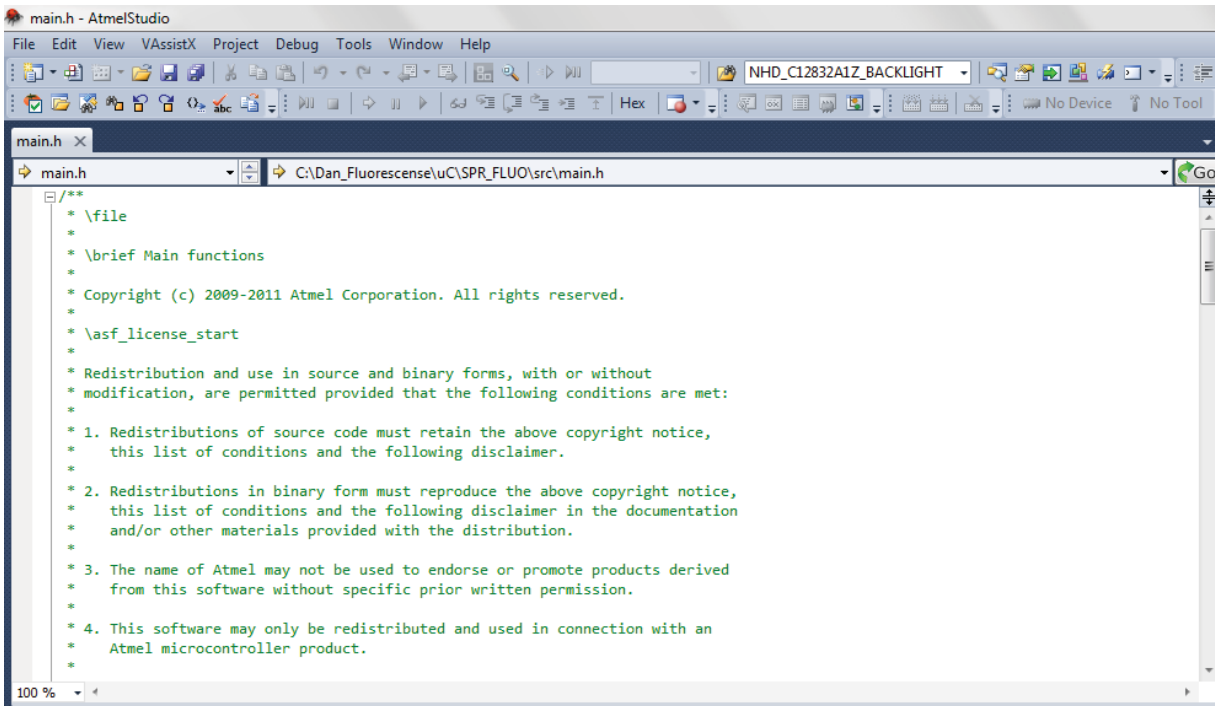 main.h - AtmelStudio
File Edit View VAssistX Project Debug Tools Window Help
NHD_C12832A1Z_BACKLIGHT
abc Hex No Device No Tool
main.h
main.h C:\Dan_Fluorescense\uC\SPR_FLUO\src\main.h Go
/**
* \file
*
* \brief Main functions
*
* Copyright (c) 2009-2011 Atmel Corporation. All rights reserved.
*
* \asf_license_start
*
* Redistribution and use in source and binary forms, with or without
* modification, are permitted provided that the following conditions are met:
*
* 1. Redistributions of source code must retain the above copyright notice,
*    this list of conditions and the following disclaimer.
*
* 2. Redistributions in binary form must reproduce the above copyright notice,
*    this list of conditions and the following disclaimer in the documentation
*    and/or other materials provided with the distribution.
*
* 3. The name of Atmel may not be used to endorse or promote products derived
*    from this software without specific prior written permission.
*
* 4. This software may only be redistributed and used in connection with an
*    Atmel microcontroller product.
*
100 %